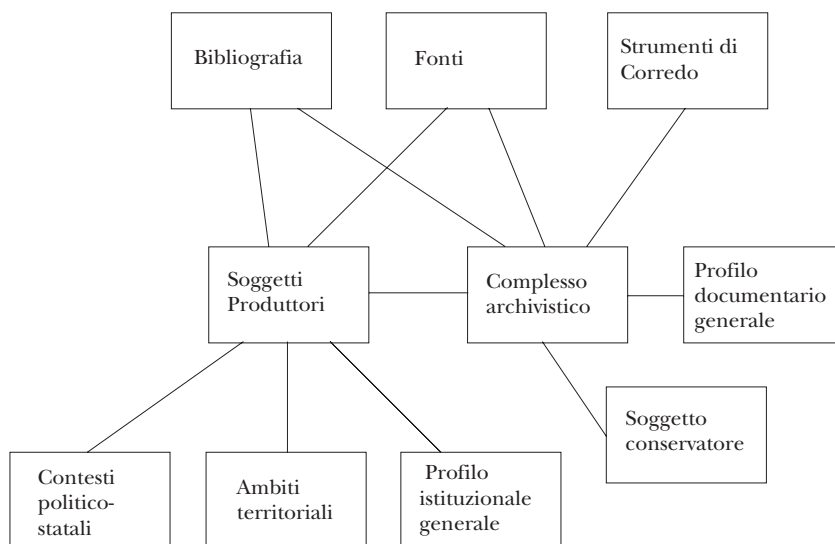 Bibliografia
Fonti
Strumenti di
Corredo
Soggetti
Produttori
Complesso
archivistico
Profilo
documentario
generale
Soggetto
conservatore
Contesti
politico-
statali
Ambiti
territoriali
Profilo
istituzionale
generale